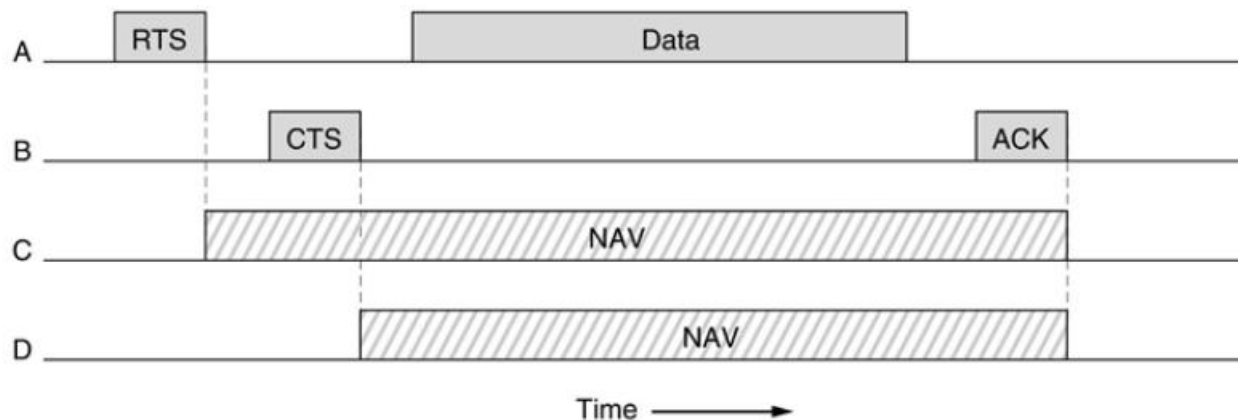 A RTS Data
B CTS ACK
C NAV
D NAV
Time